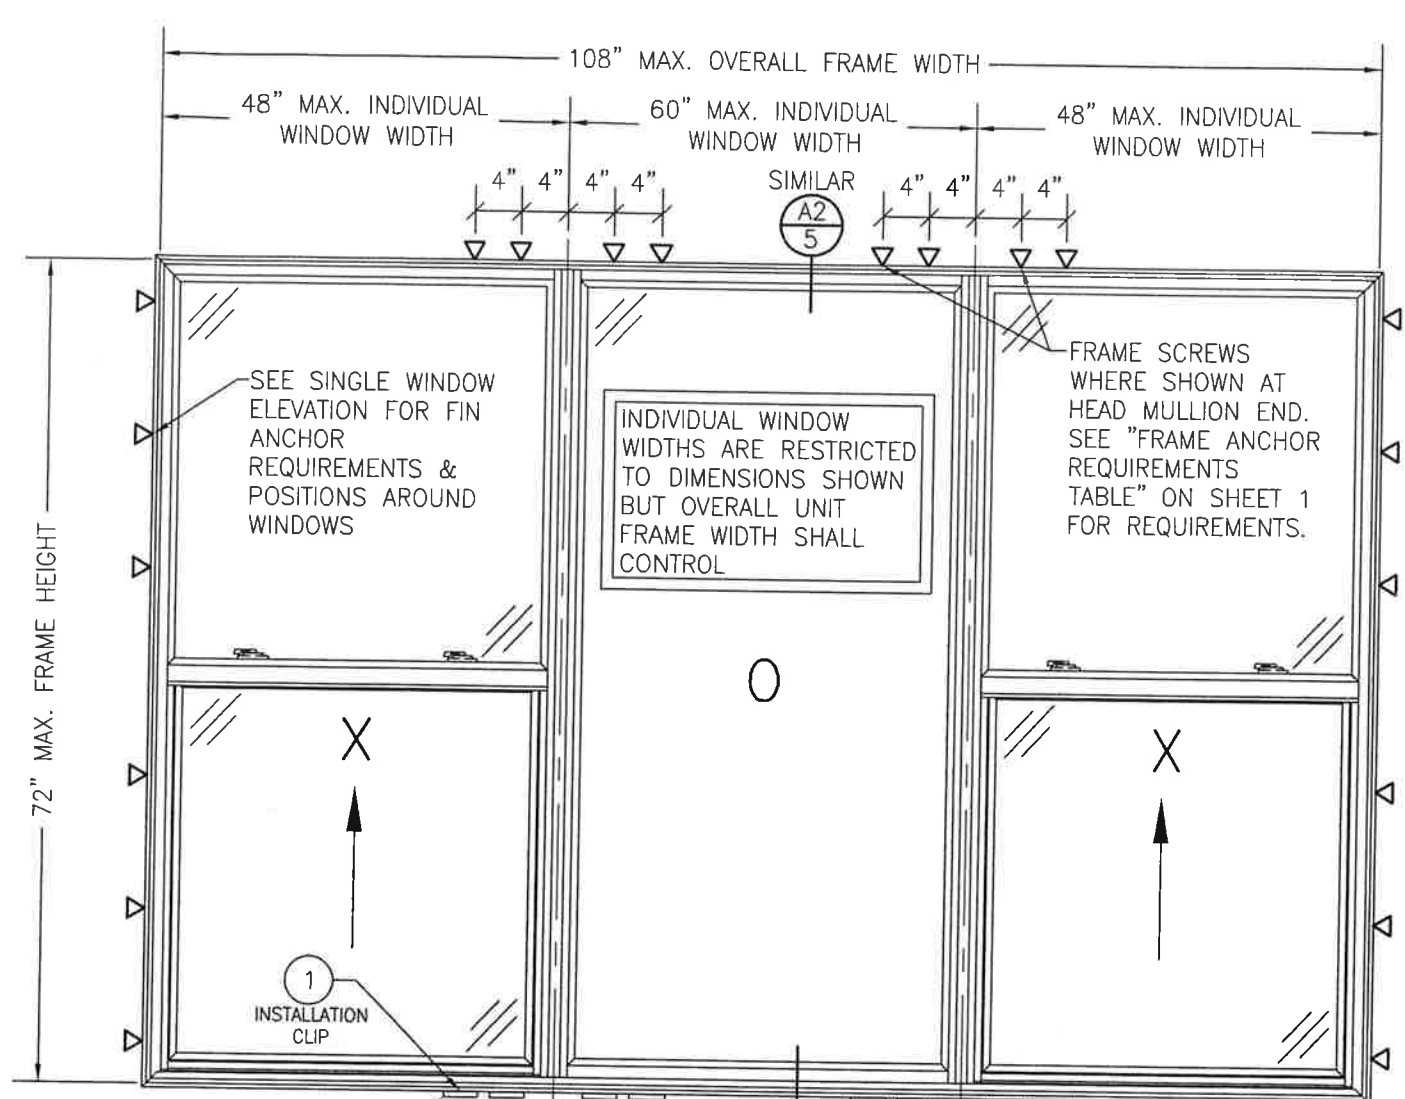 108" MAX. OVERALL FRAME WIDTH
48" MAX. INDIVIDUAL
WINDOW WIDTH
60" MAX. INDIVIDUAL
WINDOW WIDTH
48" MAX. INDIVIDUAL
WINDOW WIDTH
4" 4" 4" 4"
SIMILAR
A2
5
4" 4" 4" 4"
SEE SINGLE WINDOW
ELEVATION FOR FIN
ANCHOR
REQUIREMENTS &
POSITIONS AROUND
WINDOWS
INDIVIDUAL WINDOW
WIDTHS ARE RESTRICTED
TO DIMENSIONS SHOWN
BUT OVERALL UNIT
FRAME WIDTH SHALL
CONTROL
FRAME SCREWS
WHERE SHOWN AT
HEAD MULLION END.
SEE "FRAME ANCHOR
REQUIREMENTS
TABLE" ON SHEET 1
FOR REQUIREMENTS.
72" MAX. FRAME HEIGHT
X
O
X
1
INSTALLATION
CLIP